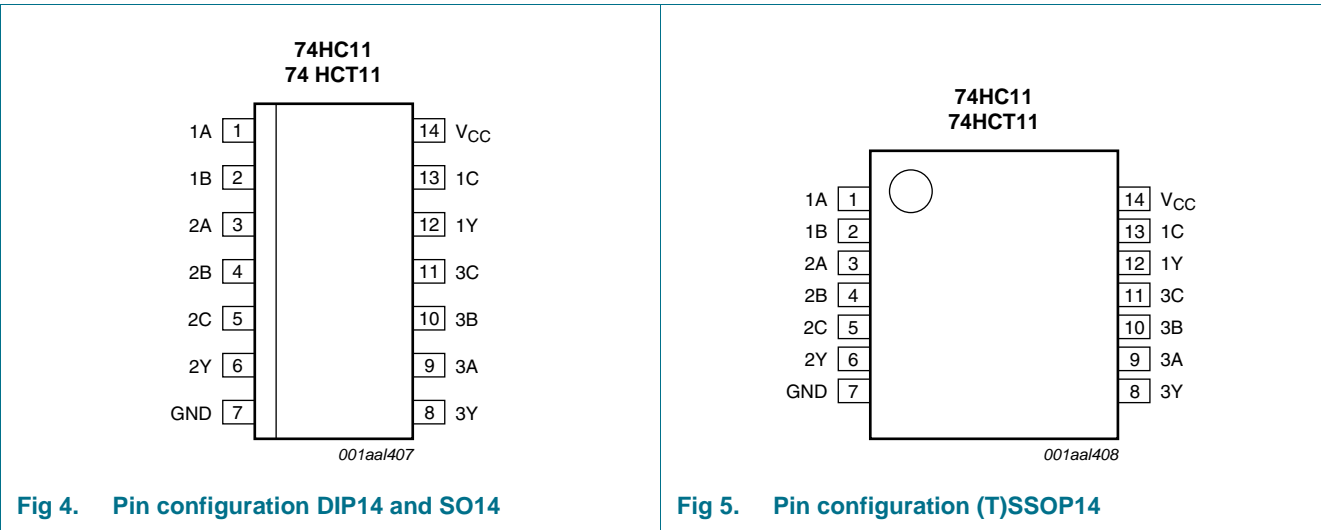 74HC11
74 HCT11
1A 1 14 VCC
1B 2 13 1C
2A 3 12 1Y
2B 4 11 3C
2C 5 10 3B
2Y 6 9 3A
GND 7 8 3Y
001aal407
Fig 4. Pin configuration DIP14 and SO14
74HC11
74HCT11
1A 1 14 VCC
1B 2 13 1C
2A 3 12 1Y
2B 4 11 3C
2C 5 10 3B
2Y 6 9 3A
GND 7 8 3Y
001aal408
Fig 5. Pin configuration (T)SSOP14